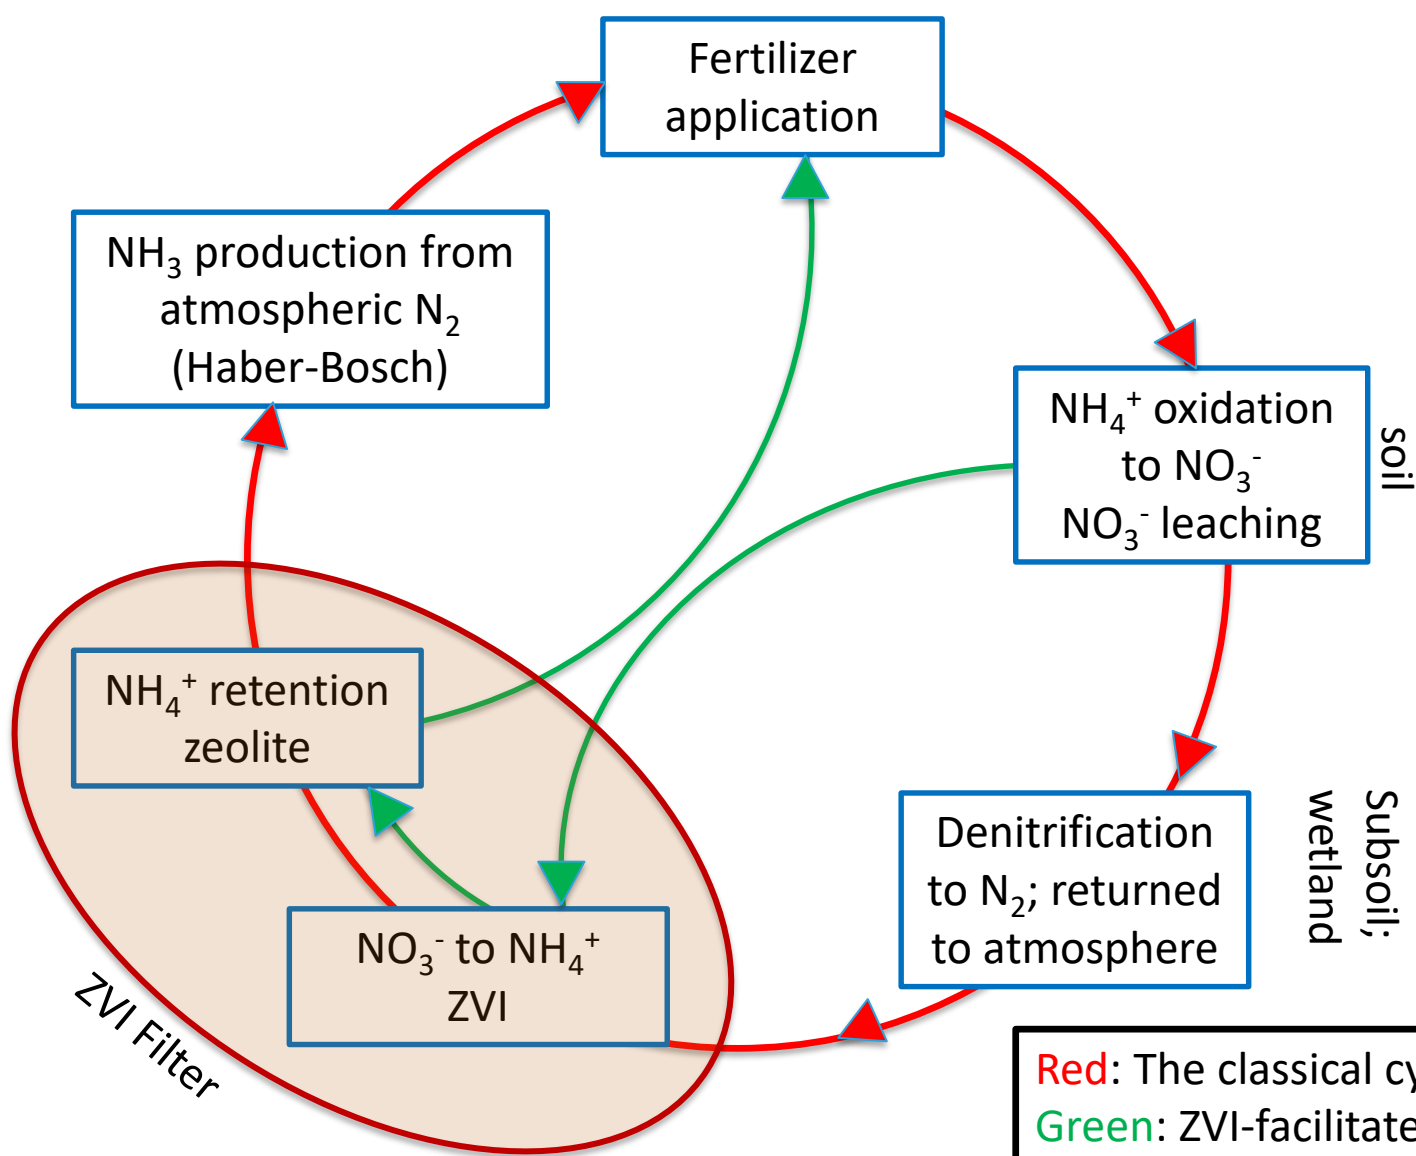 Fertilizer
application
NH₃ production from
atmospheric N₂
(Haber-Bosch)
NH₄⁺ oxidation
to NO₃⁻
NO₃⁻ leaching
soil
NH₄⁺ retention
zeolite
Denitrification
to N₂; returned
to atmosphere
Subsoil;
wetland
NO₃⁻ to NH₄⁺
ZVI
ZVI Filter
Red: The classical cy
Green: ZVI-facilitate